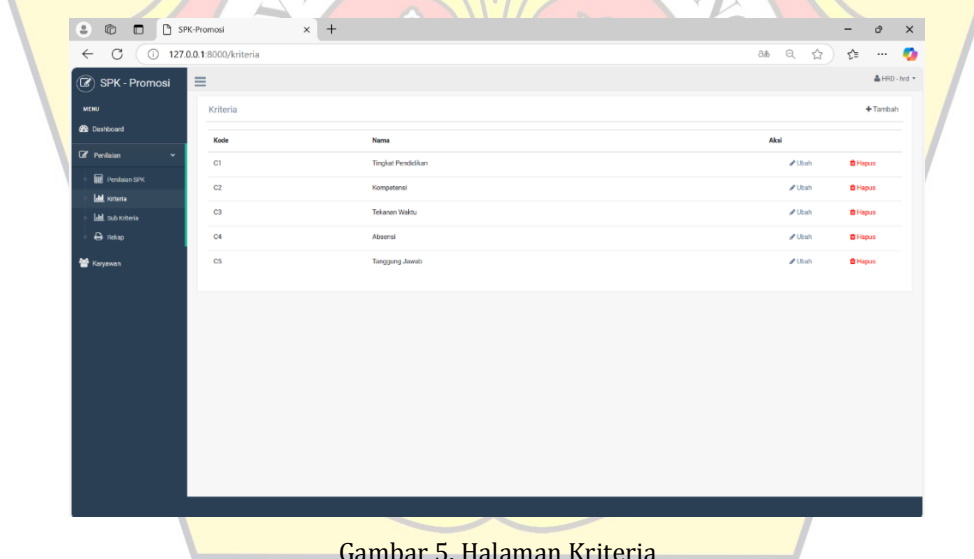 SPK-Promosi
127.0.0.1:8000/kriteria
SPK - Promosi
HRD - hrd
MENU
Dashboard
Penilaian
Penilaian SPK
Kriteria
Sub Kriteria
Rekap
Karyawan
Kriteria
Tambah
Kode Nama Aksi
C1 Tingkat Pendidikan Ubah Hapus
C2 Kompetensi Ubah Hapus
C3 Tekanan Waktu Ubah Hapus
C4 Absensi Ubah Hapus
C5 Tanggung Jawab Ubah Hapus
Gambar 5. Halaman Kriteria